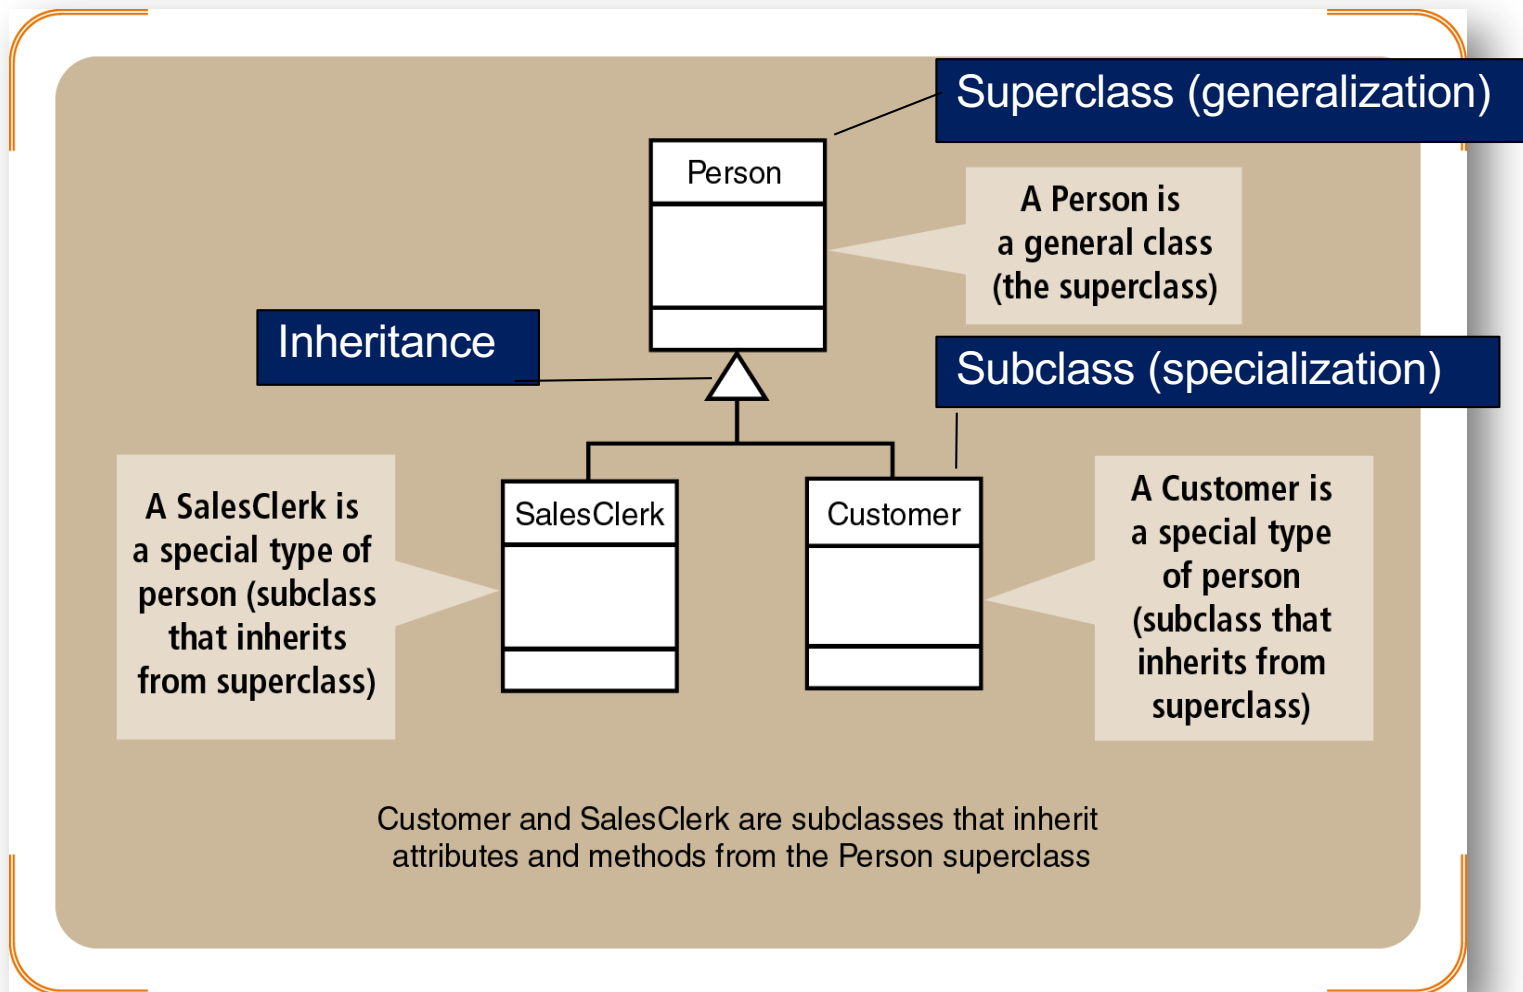 Superclass (generalization)
Person
A Person is
a general class
(the superclass)
Inheritance
Subclass (specialization)
A SalesClerk is
a special type of
person (subclass
that inherits
from superclass)
SalesClerk
Customer
A Customer is
a special type
of person
(subclass that
inherits from
superclass)
Customer and SalesClerk are subclasses that inherit
attributes and methods from the Person superclass